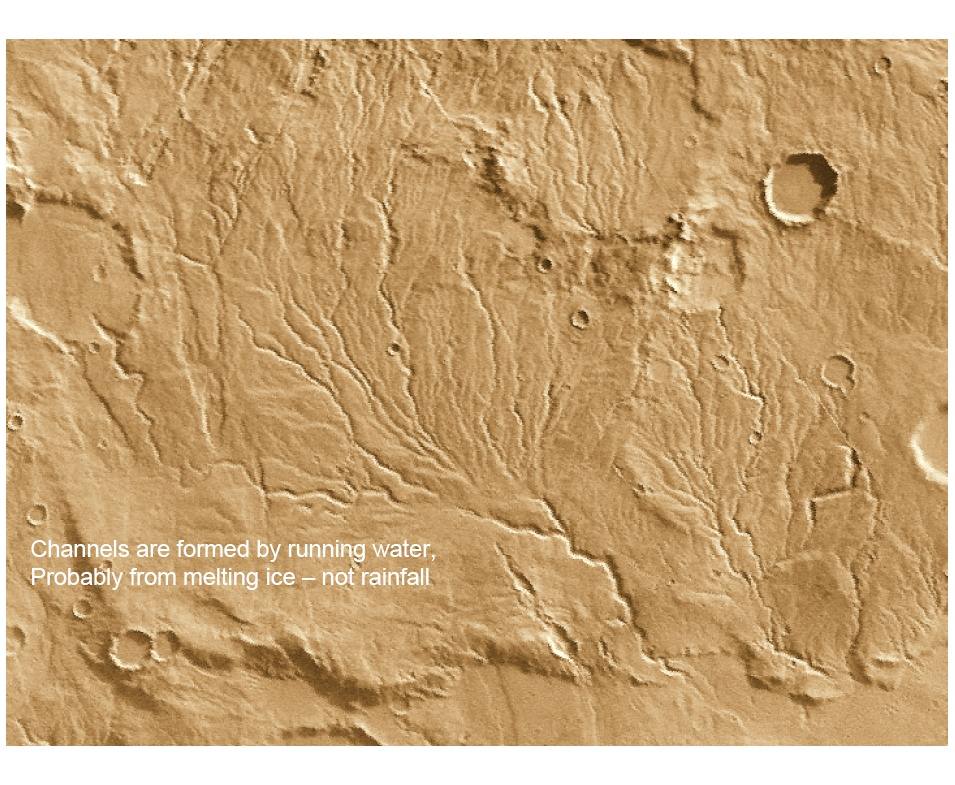 Channels are formed by running water,
Probably from melting ice – not rainfall